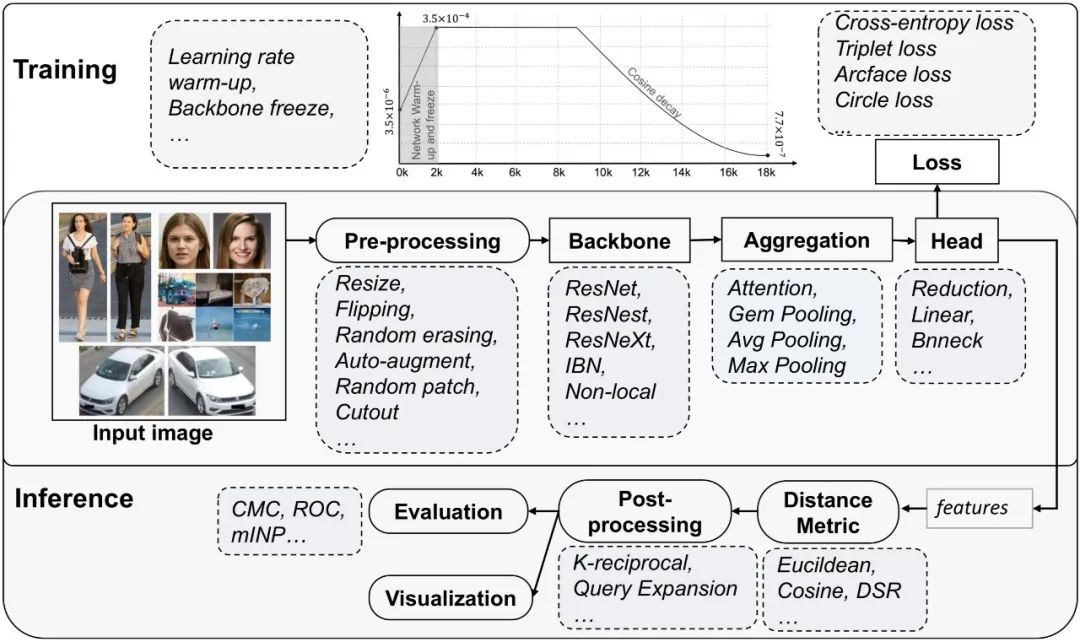 Training
Learning rate
warm-up,
Backbone freeze,
…
3.5×10⁻⁴
3.5×10⁻⁶
Network Warm-
up and freeze
Cosine decay
7.7×10⁻⁷
0k 2k 4k 6k 8k 10k 12k 14k 16k 18k
Cross-entropy loss
Triplet loss
Arcface loss
Circle loss
…
Loss
Input image
Pre-processing
Resize,
Flipping,
Random erasing,
Auto-augment,
Random patch,
Cutout
…
Backbone
ResNet,
ResNest,
ResNeXt,
IBN,
Non-local
…
Aggregation
Attention,
Gem Pooling,
Avg Pooling,
Max Pooling
Head
Reduction,
Linear,
Bnneck
…
Inference
features
Distance
Metric
Eucildean,
Cosine, DSR
…
Post-
processing
K-reciprocal,
Query Expansion
…
Evaluation
CMC, ROC,
mINP…
Visualization